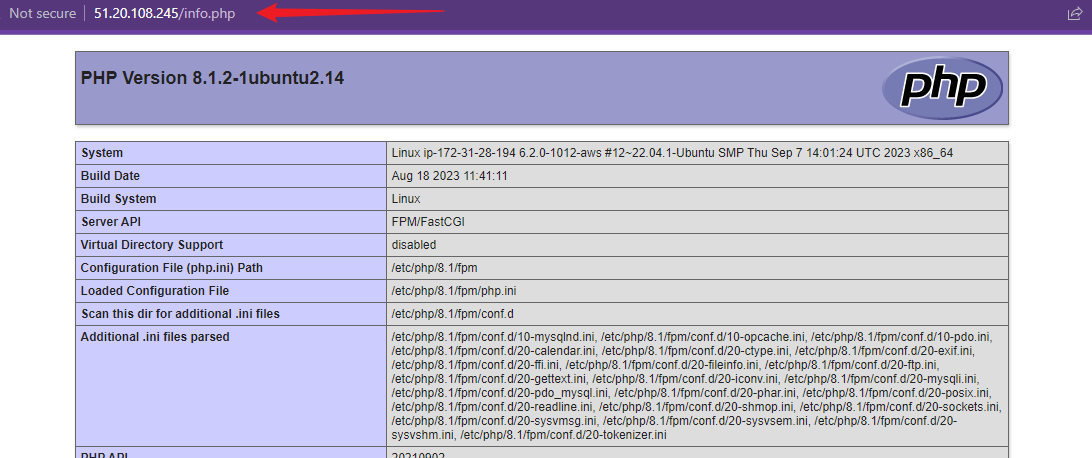 Not secure 51.20.108.245/info.php
PHP Version 8.1.2-1ubuntu2.14
php
System Linux ip-172-31-28-194 6.2.0-1012-aws #12~22.04.1-Ubuntu SMP Thu Sep 7 14:01:24 UTC 2023 x86_64
Build Date Aug 18 2023 11:41:11
Build System Linux
Server API FPM/FastCGI
Virtual Directory Support disabled
Configuration File (php.ini) Path /etc/php/8.1/fpm
Loaded Configuration File /etc/php/8.1/fpm/php.ini
Scan this dir for additional .ini files /etc/php/8.1/fpm/conf.d
Additional .ini files parsed /etc/php/8.1/fpm/conf.d/10-mysqlnd.ini, /etc/php/8.1/fpm/conf.d/10-opcache.ini, /etc/php/8.1/fpm/conf.d/10-pdo.ini,
/etc/php/8.1/fpm/conf.d/20-calendar.ini, /etc/php/8.1/fpm/conf.d/20-ctype.ini, /etc/php/8.1/fpm/conf.d/20-exif.ini,
/etc/php/8.1/fpm/conf.d/20-ffi.ini, /etc/php/8.1/fpm/conf.d/20-fileinfo.ini, /etc/php/8.1/fpm/conf.d/20-ftp.ini,
/etc/php/8.1/fpm/conf.d/20-gettext.ini, /etc/php/8.1/fpm/conf.d/20-iconv.ini, /etc/php/8.1/fpm/conf.d/20-mysqli.ini,
/etc/php/8.1/fpm/conf.d/20-pdo_mysql.ini, /etc/php/8.1/fpm/conf.d/20-phar.ini, /etc/php/8.1/fpm/conf.d/20-posix.ini,
/etc/php/8.1/fpm/conf.d/20-readline.ini, /etc/php/8.1/fpm/conf.d/20-shmop.ini, /etc/php/8.1/fpm/conf.d/20-sockets.ini,
/etc/php/8.1/fpm/conf.d/20-sysvmsg.ini, /etc/php/8.1/fpm/conf.d/20-sysvsem.ini, /etc/php/8.1/fpm/conf.d/20-
sysvshm.ini, /etc/php/8.1/fpm/conf.d/20-tokenizer.ini
PHP API 20210902